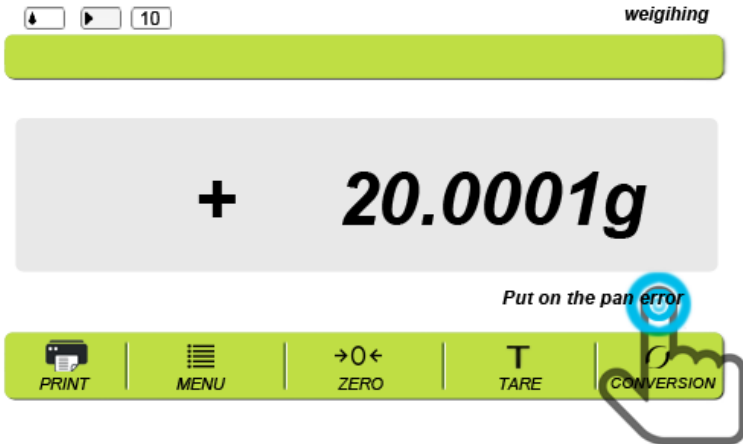 10
weigihing
+ 20.0001g
Put on the pan error
PRINT MENU →0← ZERO T TARE CONVERSION